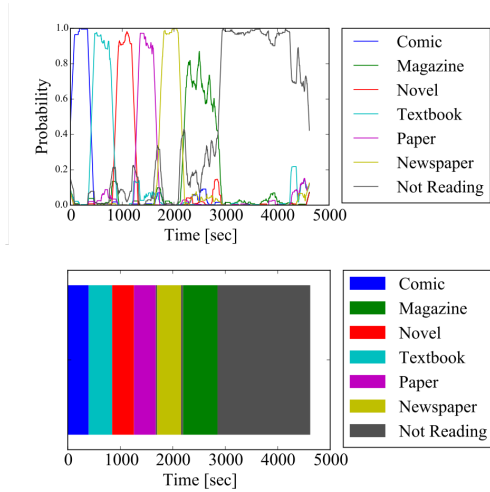 1.0
0.8
0.6
0.4
0.2
0.0
Probability
0 1000 2000 3000 4000 5000
Time [sec]
Comic
Magazine
Novel
Textbook
Paper
Newspaper
Not Reading
0 1000 2000 3000 4000 5000
Time [sec]
Comic
Magazine
Novel
Textbook
Paper
Newspaper
Not Reading